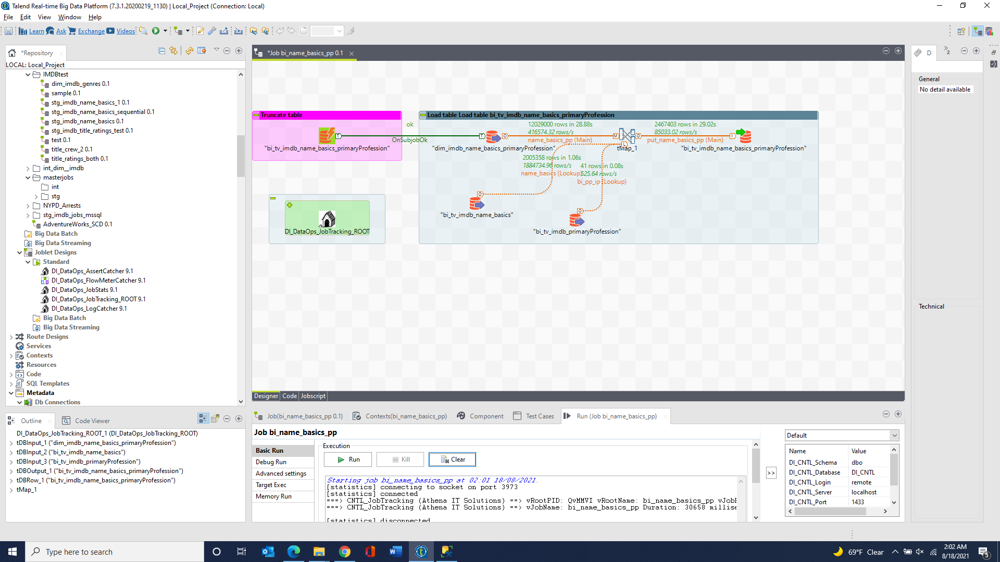 Talend Real-time Big Data Platform (7.3.1.20200219_1130) | Local_Project (Connection: Local)
File Edit View Window Help
Learn Ask Exchange Videos
*Repository
LOCAL: Local_Project
IMDBtest
dim_imdb_genres 0.1
sample 0.1
stg_imdb_name_basics_1 0.1
stg_imdb_name_basics_sequential 0.1
stg_imdb_name_basics 0.1
stg_imdb_title_ratings_test 0.1
test 0.1
title_crew_2 0.1
title_ratings_both 0.1
int_dim__imdb
masterjobs
int
stg
NYPD_Arrests
stg_imdb_jobs_mssql
AdventureWorks_SCD 0.1
Big Data Batch
Big Data Streaming
Joblet Designs
Standard
DI_DataOps_AssertCatcher 9.1
DI_DataOps_FlowMeterCatcher 9.1
DI_DataOps_JobStats 9.1
DI_DataOps_JobTracking_ROOT 9.1
DI_DataOps_LogCatcher 9.1
Big Data Batch
Big Data Streaming
Route Designs
Services
Contexts
Resources
Code
SQL Templates
Metadata
Db Connections
Outline
Code Viewer
DI_DataOps_JobTracking_ROOT_1 (DI_DataOps_JobTracking_ROOT)
tDBInput_1 ("dim_imdb_name_basics_primaryProfession")
tDBInput_2 ("bi_tv_imdb_name_basics")
tDBInput_3 ("bi_tv_imdb_primaryProfession")
tDBOutput_1 ("bi_tv_imdb_name_basics_primaryProfession")
tDBRow_1 ("bi_tv_imdb_name_basics_primaryProfession")
tMap_1
*Job bi_name_basics_pp 0.1
Truncate table
"bi_tv_imdb_name_basics_primaryProfession"
ok
OnSubjobOk
Load table Load table bi_tv_imdb_name_basics_primaryProfession
12029000 rows in 28.88s
416574.32 rows/s
name_basics_pp (Main)
2467403 rows in 29.02s
85033.02 rows/s
put_name_basics_pp (Main)
"dim_imdb_name_basics_primaryProfession"
tMap_1
"bi_tv_imdb_name_basics_primaryProfession"
2005358 rows in 1.06s
1884734.96 rows/s
name_basics (Lookup)
41 rows in 0.08s
525.64 rows/s
bi_pp_ip (Lookup)
"bi_tv_imdb_name_basics"
"bi_tv_imdb_primaryProfession"
DI_DataOps_JobTracking_ROOT
Designer Code Jobscript
Job(bi_name_basics_pp 0.1) Contexts(bi_name_basics_pp) Component Test Cases Run (Job bi_name_basics_pp)
Job bi_name_basics_pp
Basic Run
Debug Run
Advanced settings
Target Exec
Memory Run
Execution
Run Kill Clear
Starting job bi_name_basics_pp at 02:01 18/08/2021.
[statistics] connecting to socket on port 3973
[statistics] connected
===> CNTL_JobTracking (Athena IT Solutions) ==> vRootPID: QvMMVI vRootName: bi_name_basics_pp
===> CNTL_JobTracking (Athena IT Solutions) ==> vJobName: bi_name_basics_pp Duration: 30658 millise
[statistics] disconnected
>>
Default
Name Value
DI_CNTL_Schema dbo
DI_CNTL_Database DI_CNTL
DI_CNTL_Login remote
DI_CNTL_Server localhost
DI_CNTL_Port 1433
D
2
General
No detail available
Technical
Type here to search
69°F Clear
2:02 AM
8/18/2021
5